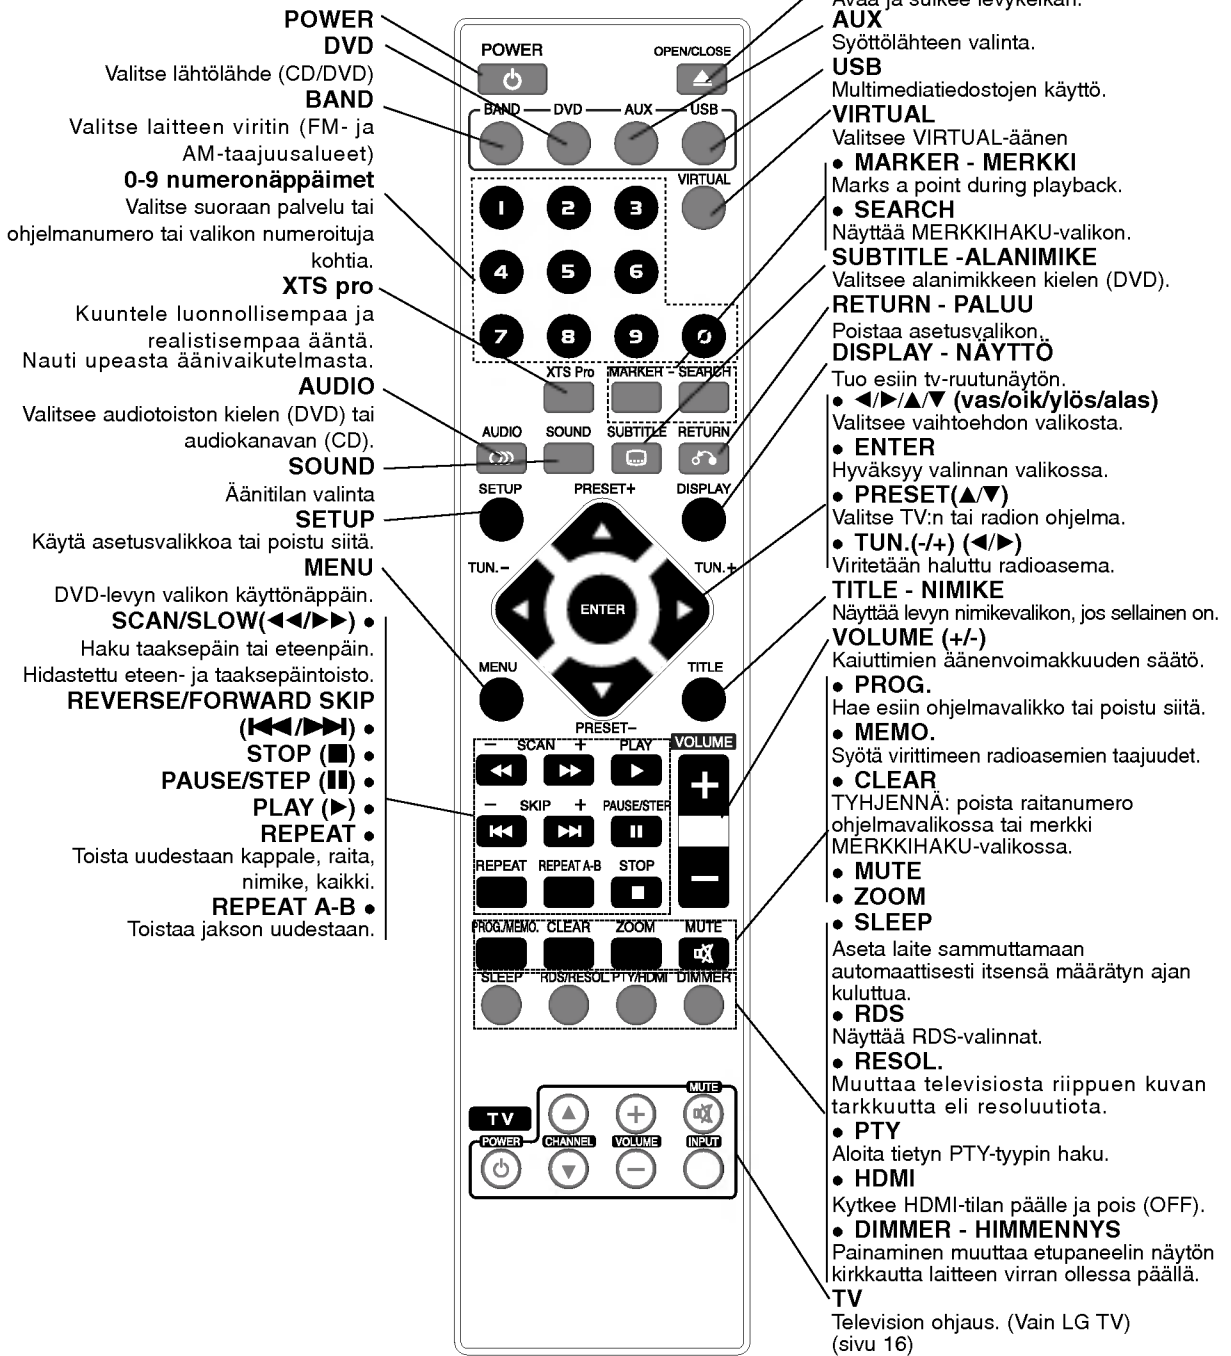 POWER
DVD
Valitse lähtölähde (CD/DVD)
BAND
Valitse laitteen viritin (FM- ja
AM-taajuusalueet)
0-9 numeronäppäimet
Valitse suoraan palvelu tai
ohjelmanumero tai valikon numeroituja
kohtia.
XTS pro
Kuuntele luonnollisempaa ja
realistisempaa ääntä.
Nauti upeasta äänivaikutelmasta.
AUDIO
Valitsee audiotoiston kielen (DVD) tai
audiokanavan (CD).
SOUND
Äänitilan valinta
SETUP
Käytä asetusvalikkoa tai poistu siitä.
MENU
DVD-levyn valikon käyttönäppäin.
SCAN/SLOW(◄◄/►►) ●
Haku taaksepäin tai eteenpäin.
Hidastettu eteen- ja taaksepäintoisto.
REVERSE/FORWARD SKIP
(I◄◄/►►I) ●
STOP (■) ●
PAUSE/STEP (II) ●
PLAY (►) ●
REPEAT ●
Toista uudestaan kappale, raita,
nimike, kaikki.
REPEAT A-B ●
Toistaa jakson uudestaan.
POWER OPEN/CLOSE
BAND DVD AUX USB
VIRTUAL
1 2 3
4 5 6
7 8 9 0
XTS Pro MARKER - SEARCH
AUDIO SOUND SUBTITLE RETURN
SETUP PRESET+ DISPLAY
TUN.- TUN.+
ENTER
MENU TITLE
PRESET-
- SCAN + PLAY VOLUME
+
- SKIP + PAUSE/STEP
REPEAT REPEAT A-B STOP
-
PROG./MEMO. CLEAR ZOOM MUTE
SLEEP RDS/RESOL PTY/HDMI DIMMER
MUTE
TV
POWER CHANNEL VOLUME INPUT
Avaa ja sulkee levykelkan.
AUX
Syöttölähteen valinta.
USB
Multimediatiedostojen käyttö.
VIRTUAL
Valitsee VIRTUAL-äänen
● MARKER - MERKKI
Marks a point during playback.
● SEARCH
Näyttää MERKKIHAKU-valikon.
SUBTITLE -ALANIMIKE
Valitsee alanimikkeen kielen (DVD).
RETURN - PALUU
Poistaa asetusvalikon.
DISPLAY - NÄYTTÖ
Tuo esiin tv-ruutunäytön.
● ◄/►/▲/▼ (vas/oik/ylös/alas)
Valitsee vaihtoehdon valikosta.
● ENTER
Hyväksyy valinnan valikossa.
● PRESET(▲/▼)
Valitse TV:n tai radion ohjelma.
● TUN.(-/+) (◄/►)
Viritetään haluttu radioasema.
TITLE - NIMIKE
Näyttää levyn nimikevalikon, jos sellainen on.
VOLUME (+/-)
Kaiuttimien äänenvoimakkuuden säätö.
● PROG.
Hae esiin ohjelmavalikko tai poistu siitä.
● MEMO.
Syötä virittimeen radioasemien taajuudet.
● CLEAR
TYHJENNÄ: poista raitanumero
ohjelmavalikossa tai merkki
MERKKIHAKU-valikossa.
● MUTE
● ZOOM
● SLEEP
Aseta laite sammuttamaan
automaattisesti itsensä määrätyn ajan
kuluttua.
● RDS
Näyttää RDS-valinnat.
● RESOL.
Muuttaa televisiosta riippuen kuvan
tarkkuutta eli resoluutiota.
● PTY
Aloita tietyn PTY-tyypin haku.
● HDMI
Kytkee HDMI-tilan päälle ja pois (OFF).
● DIMMER - HIMMENNYS
Painaminen muuttaa etupaneelin näytön
kirkkautta laitteen virran ollessa päällä.
TV
Television ohjaus. (Vain LG TV)
(sivu 16)